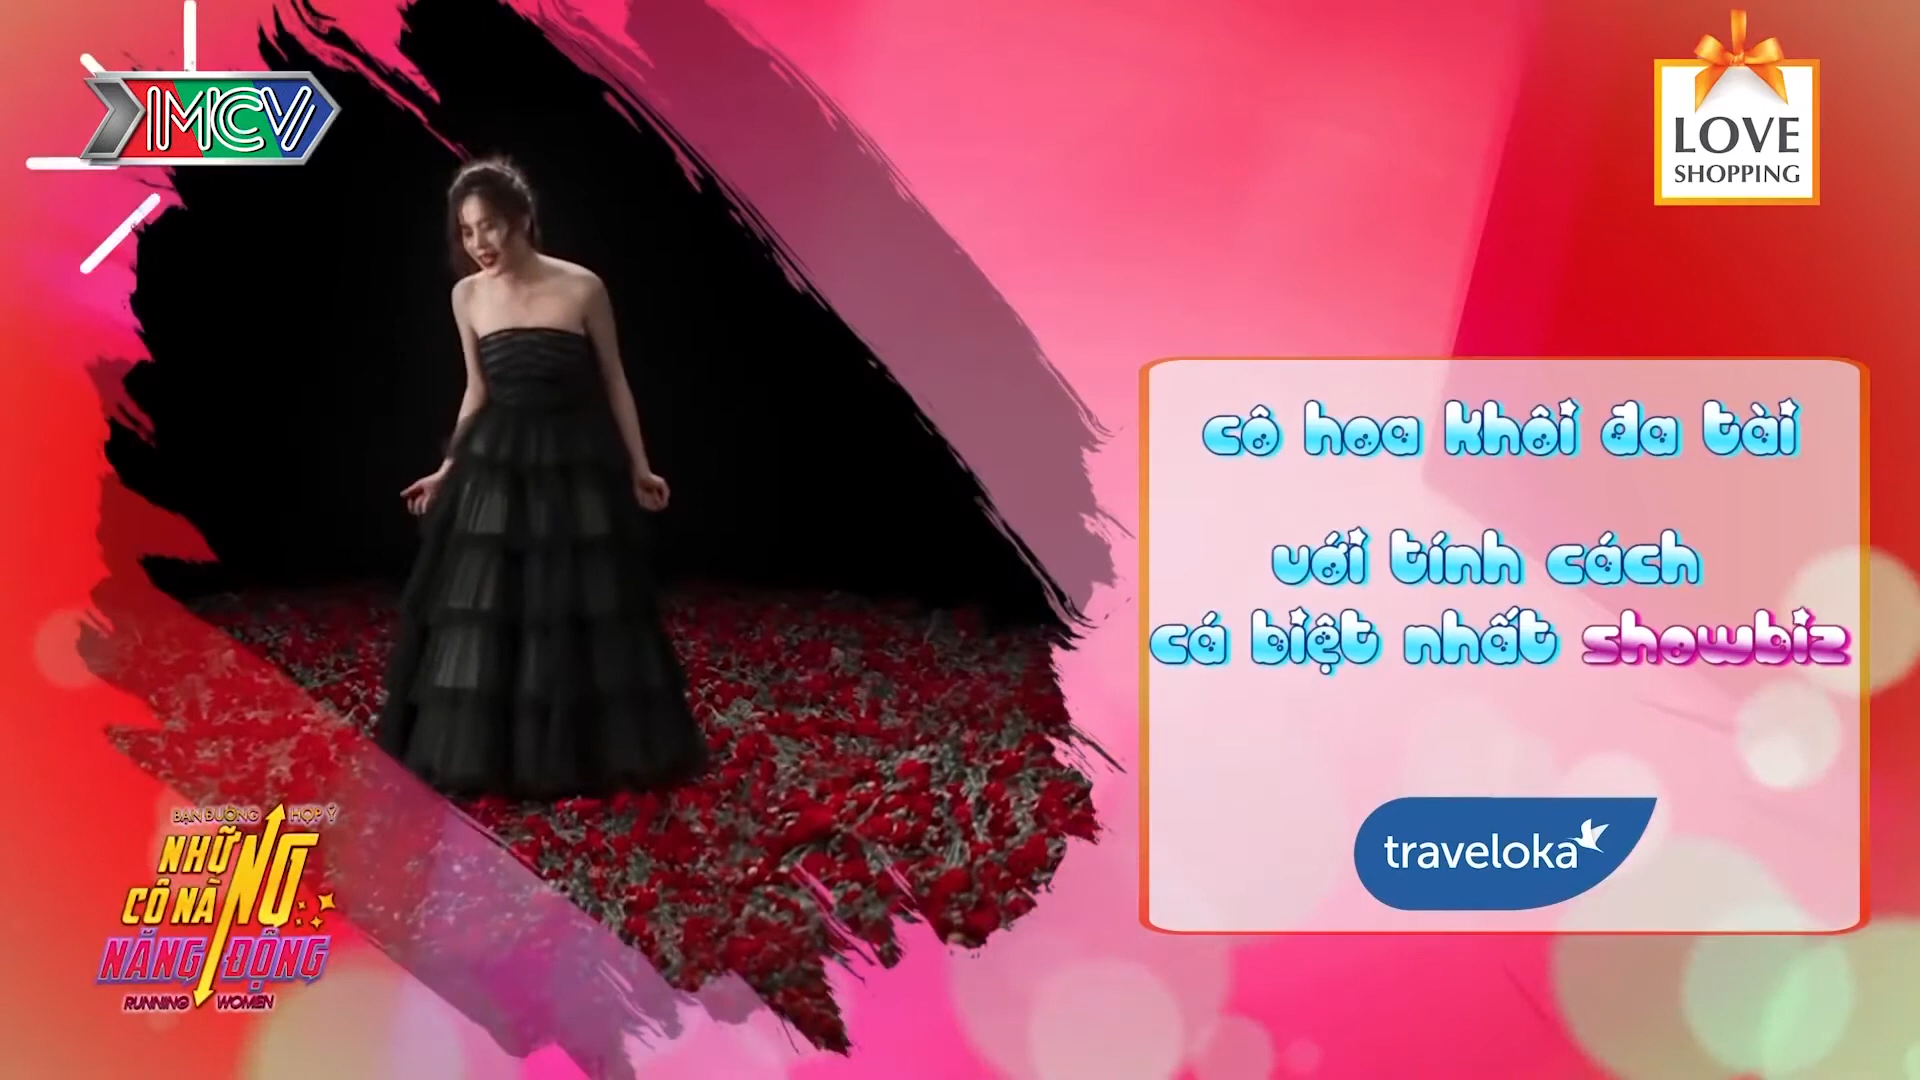 MCV
LOVE
SHOPPING
cô hoa khôi đa tài
với tính cách
cá biệt nhất showbiz
traveloka
BẠN ĐƯỜNG HỢP Ý
NHỮNG
CÔ NÀNG
NĂNG ĐỘNG
RUNNING WOMEN